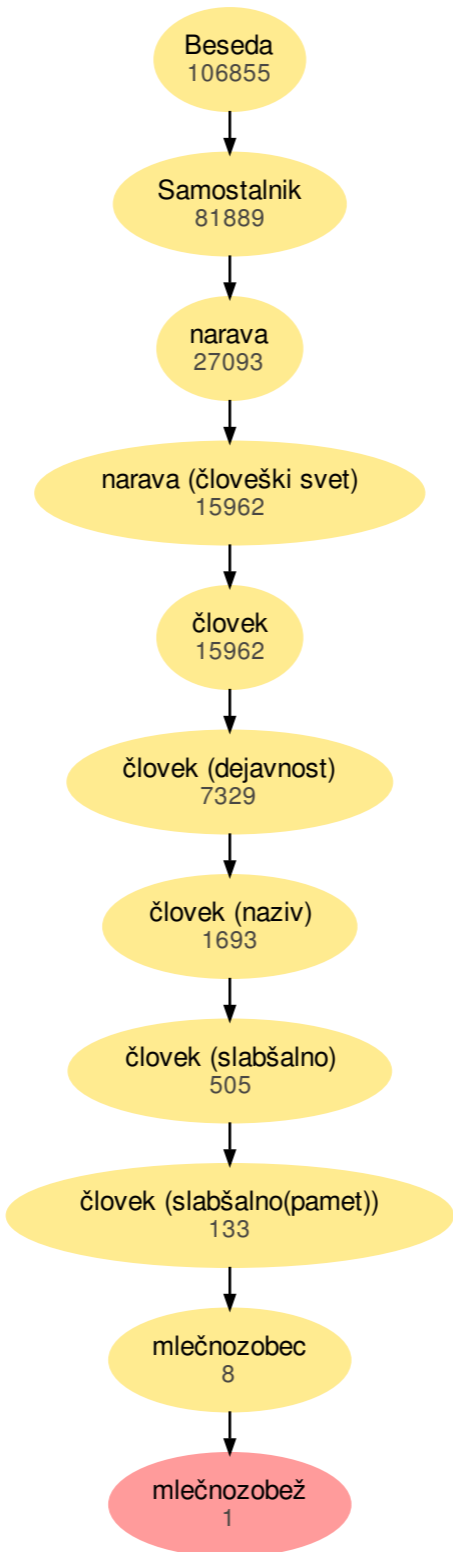 Beseda
106855
Samostalnik
81889
narava
27093
narava (človeški svet)
15962
človek
15962
človek (dejavnost)
7329
človek (naziv)
1693
človek (slabšalno)
505
človek (slabšalno(pamet))
133
mlečnozobec
8
mlečnozobež
1